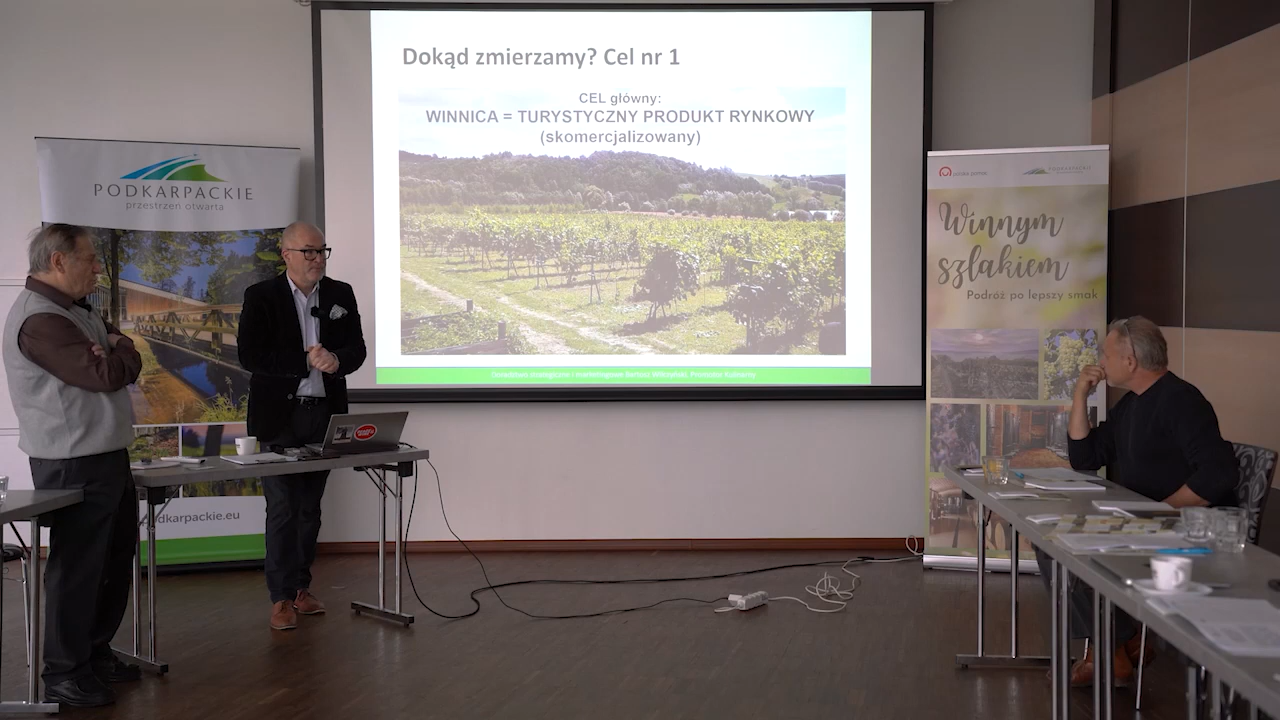 Dokąd zmierzamy? Cel nr 1
CEL główny:
WINNICA = TURYSTYCZNY PRODUKT RYNKOWY
(skomercjalizowany)
PODKARPACKIE
przestrzeń otwarta
podkarpackie.eu
PODKARPACKIE
Winnym
szlakiem
Podróż po lepszy smak